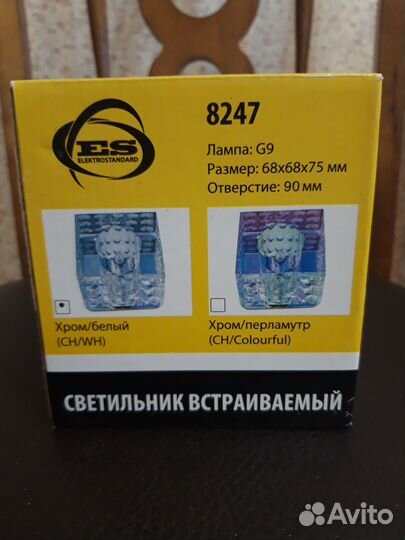 ES
ELEKTROSTANDARD
8247
Лампа: G9
Размер: 68x68x75 мм
Отверстие: 90 мм
Хром/белый
(CH/WH)
Хром/перламутр
(CH/Colourful)
СВЕТИЛЬНИК ВСТРАИВАЕМЫЙ
Avito